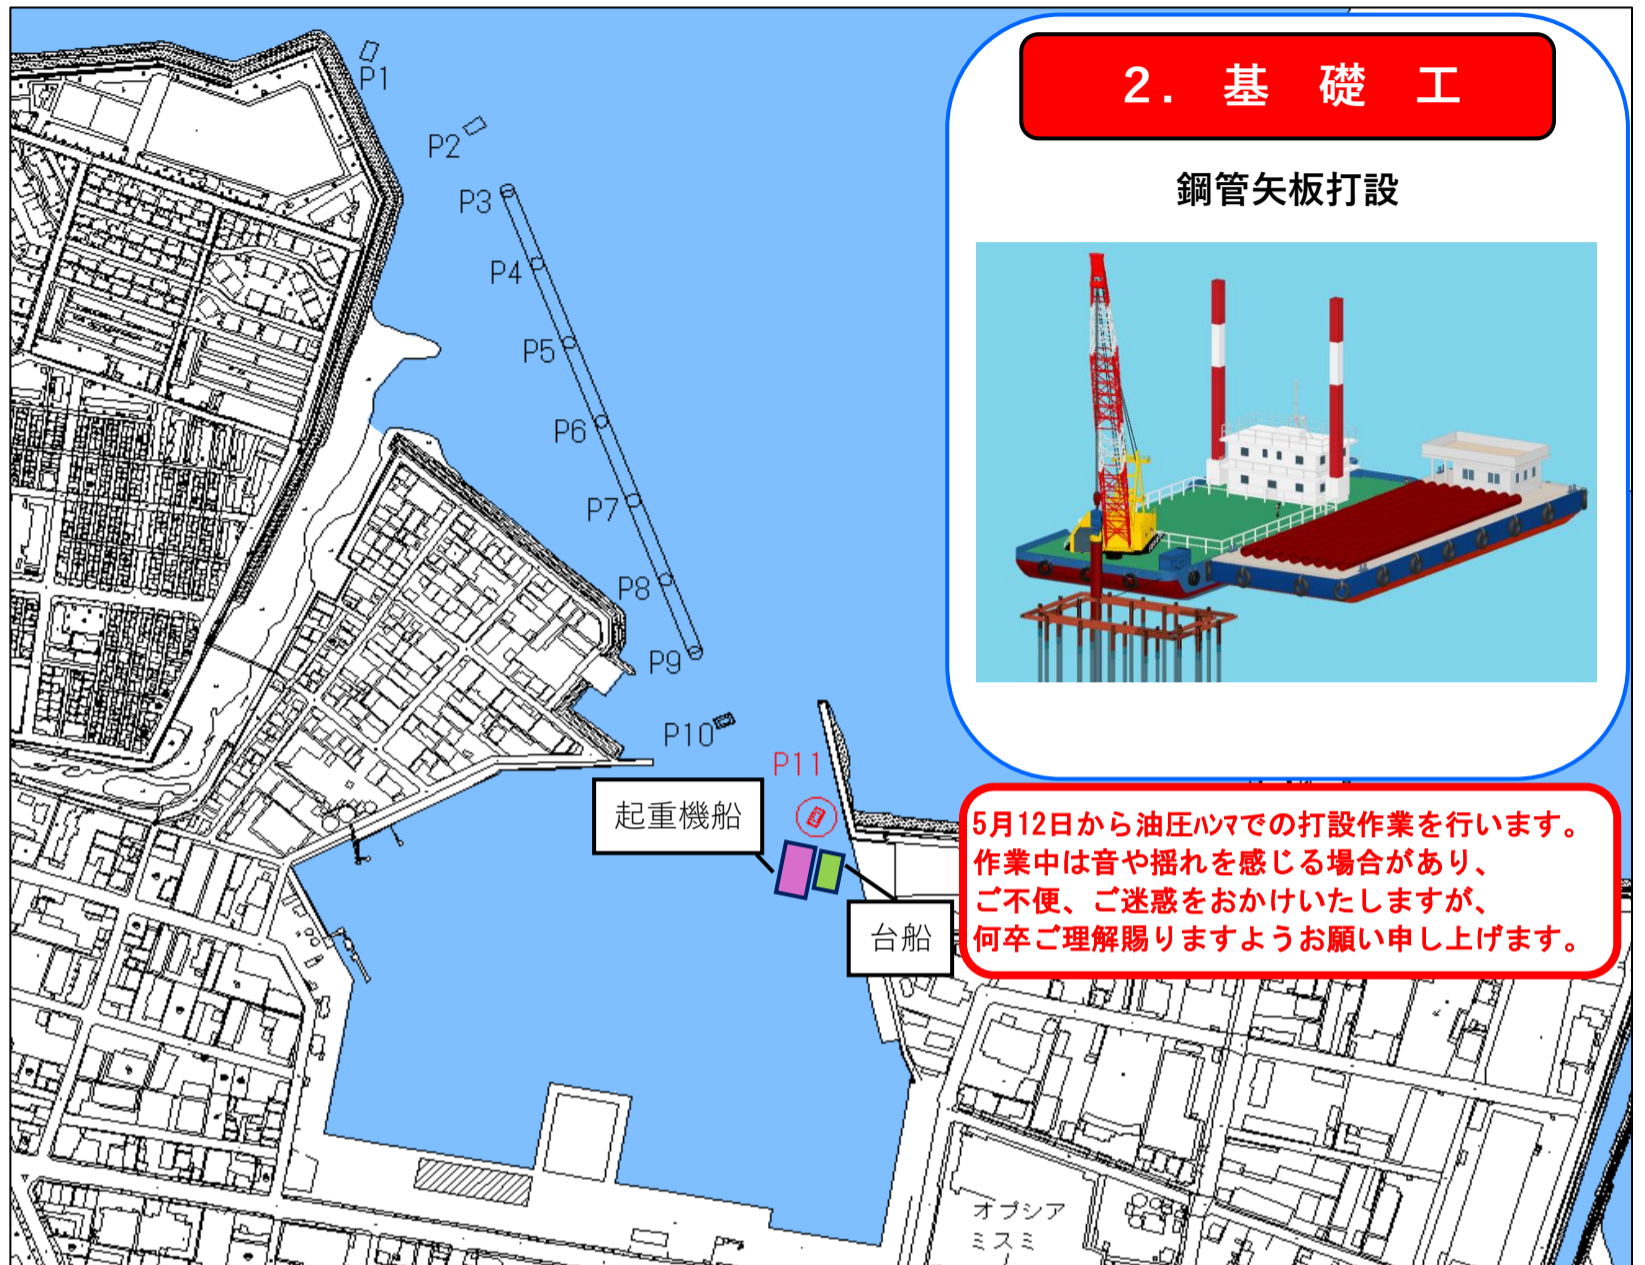 2. 基 礎 工
鋼管矢板打設
P1
P2
P3
P4
P5
P6
P7
P8
P9
P10
P11
起重機船
台船
5月12日から油圧ﾊﾝﾏでの打設作業を行います。
作業中は音や揺れを感じる場合があり、
ご不便、ご迷惑をおかけいたしますが、
何卒ご理解賜りますようお願い申し上げます。
オプシア
ミスミ